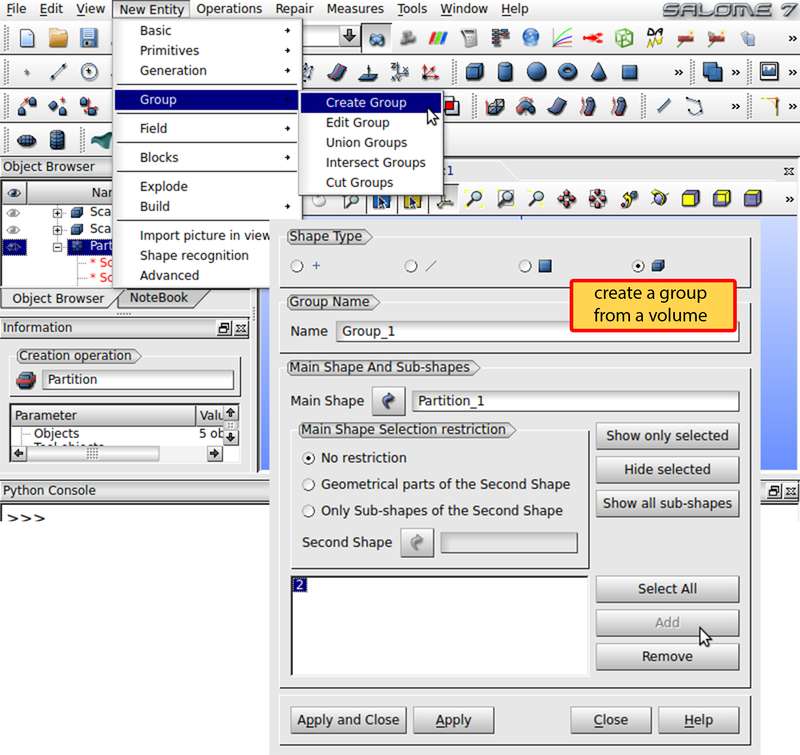 File Edit View New Entity Operations Repair Measures Tools Window Help
SALOME 7
Basic
Primitives
Generation
Group
Create Group
Edit Group
Union Groups
Intersect Groups
Cut Groups
Field
Blocks
Explode
Build
Import picture in view
Shape recognition
Advanced
Object Browser
:1
Nar
Sca
Sca
Part
* Sc
* Sc
Object Browser NoteBook
Information
Creation operation
Partition
Parameter Valu
Objects 5 ob
Python Console
>>>
Shape Type
Group Name
Name Group_1
create a group
from a volume
Main Shape And Sub-shapes
Main Shape Partition_1
Main Shape Selection restriction
No restriction
Geometrical parts of the Second Shape
Only Sub-shapes of the Second Shape
Second Shape
Show only selected
Hide selected
Show all sub-shapes
2
Select All
Add
Remove
Apply and Close Apply Close Help